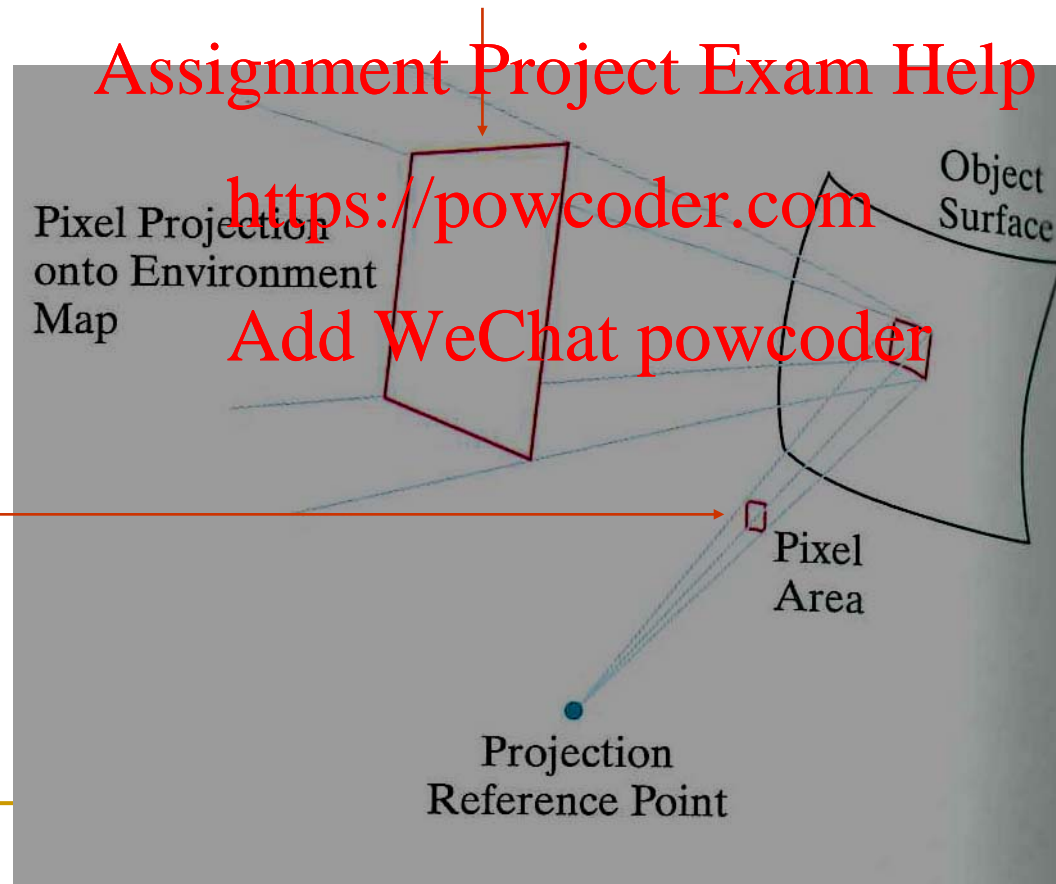 Assignment Project Exam Help
https://powcoder.com
Add WeChat powcoder
Object
Surface
Pixel Projection
onto Environment
Map
Pixel
Area
Projection
Reference Point